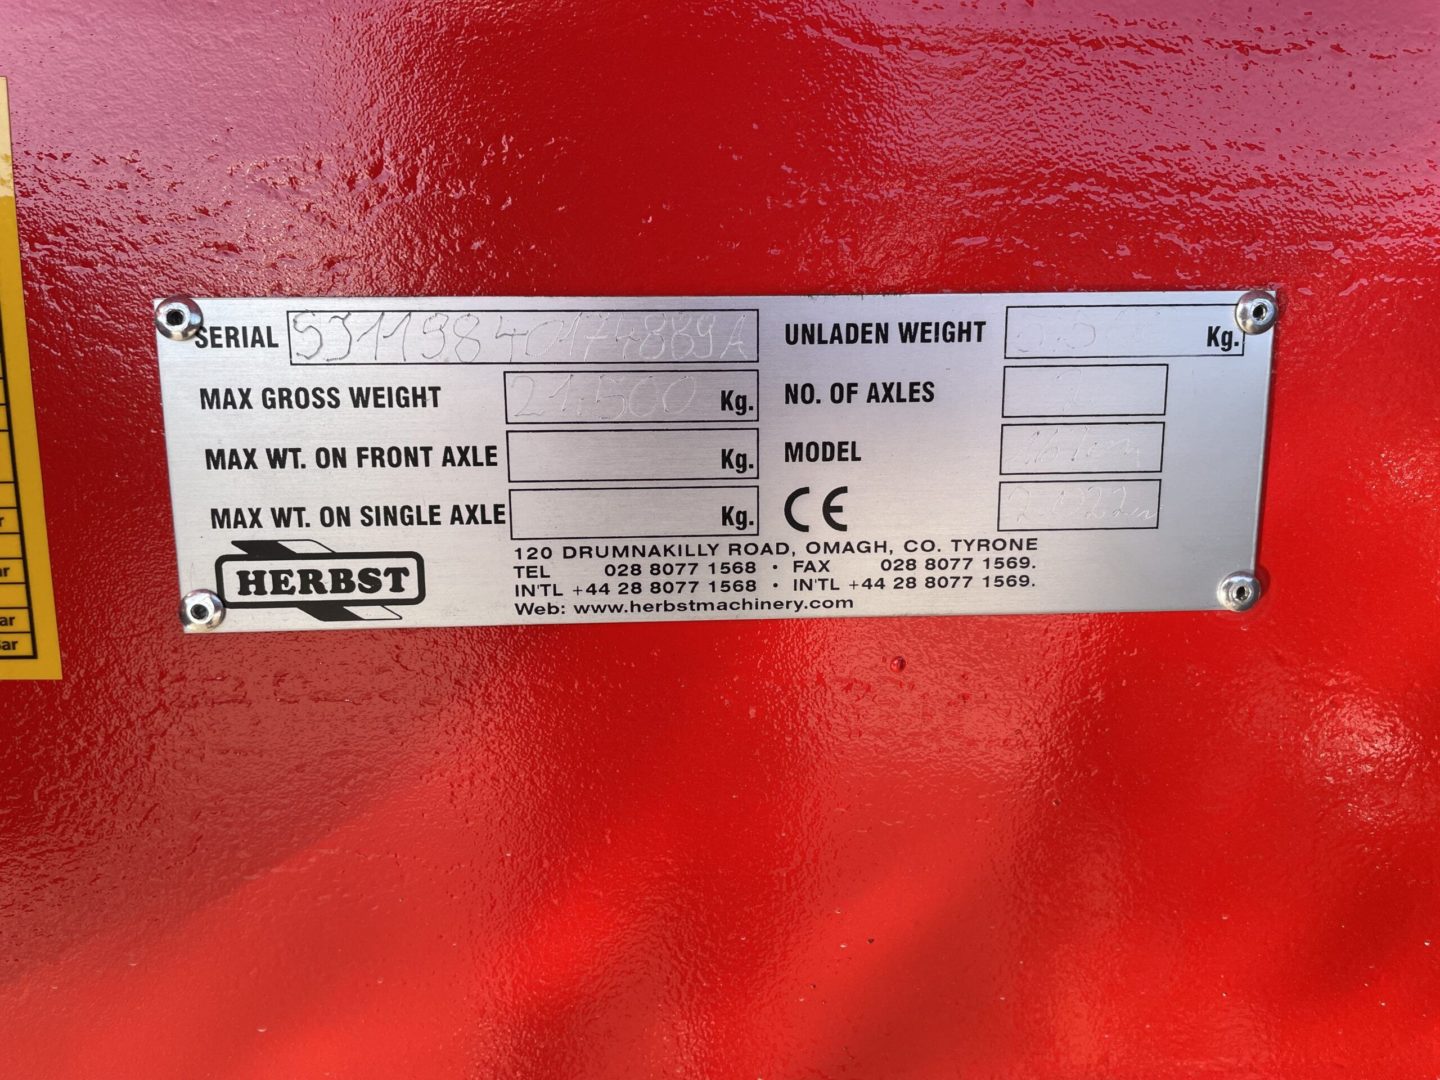 SERIAL
UNLADEN WEIGHT Kg.
MAX GROSS WEIGHT 21.500 Kg.
NO. OF AXLES 2
MAX WT. ON FRONT AXLE Kg.
MODEL
MAX WT. ON SINGLE AXLE Kg.
CE
HERBST
120 DRUMNAKILLY ROAD, OMAGH, CO. TYRONE
TEL 028 8077 1568 • FAX 028 8077 1569.
IN'TL +44 28 8077 1568 • IN'TL +44 28 8077 1569.
Web: www.herbstmachinery.com